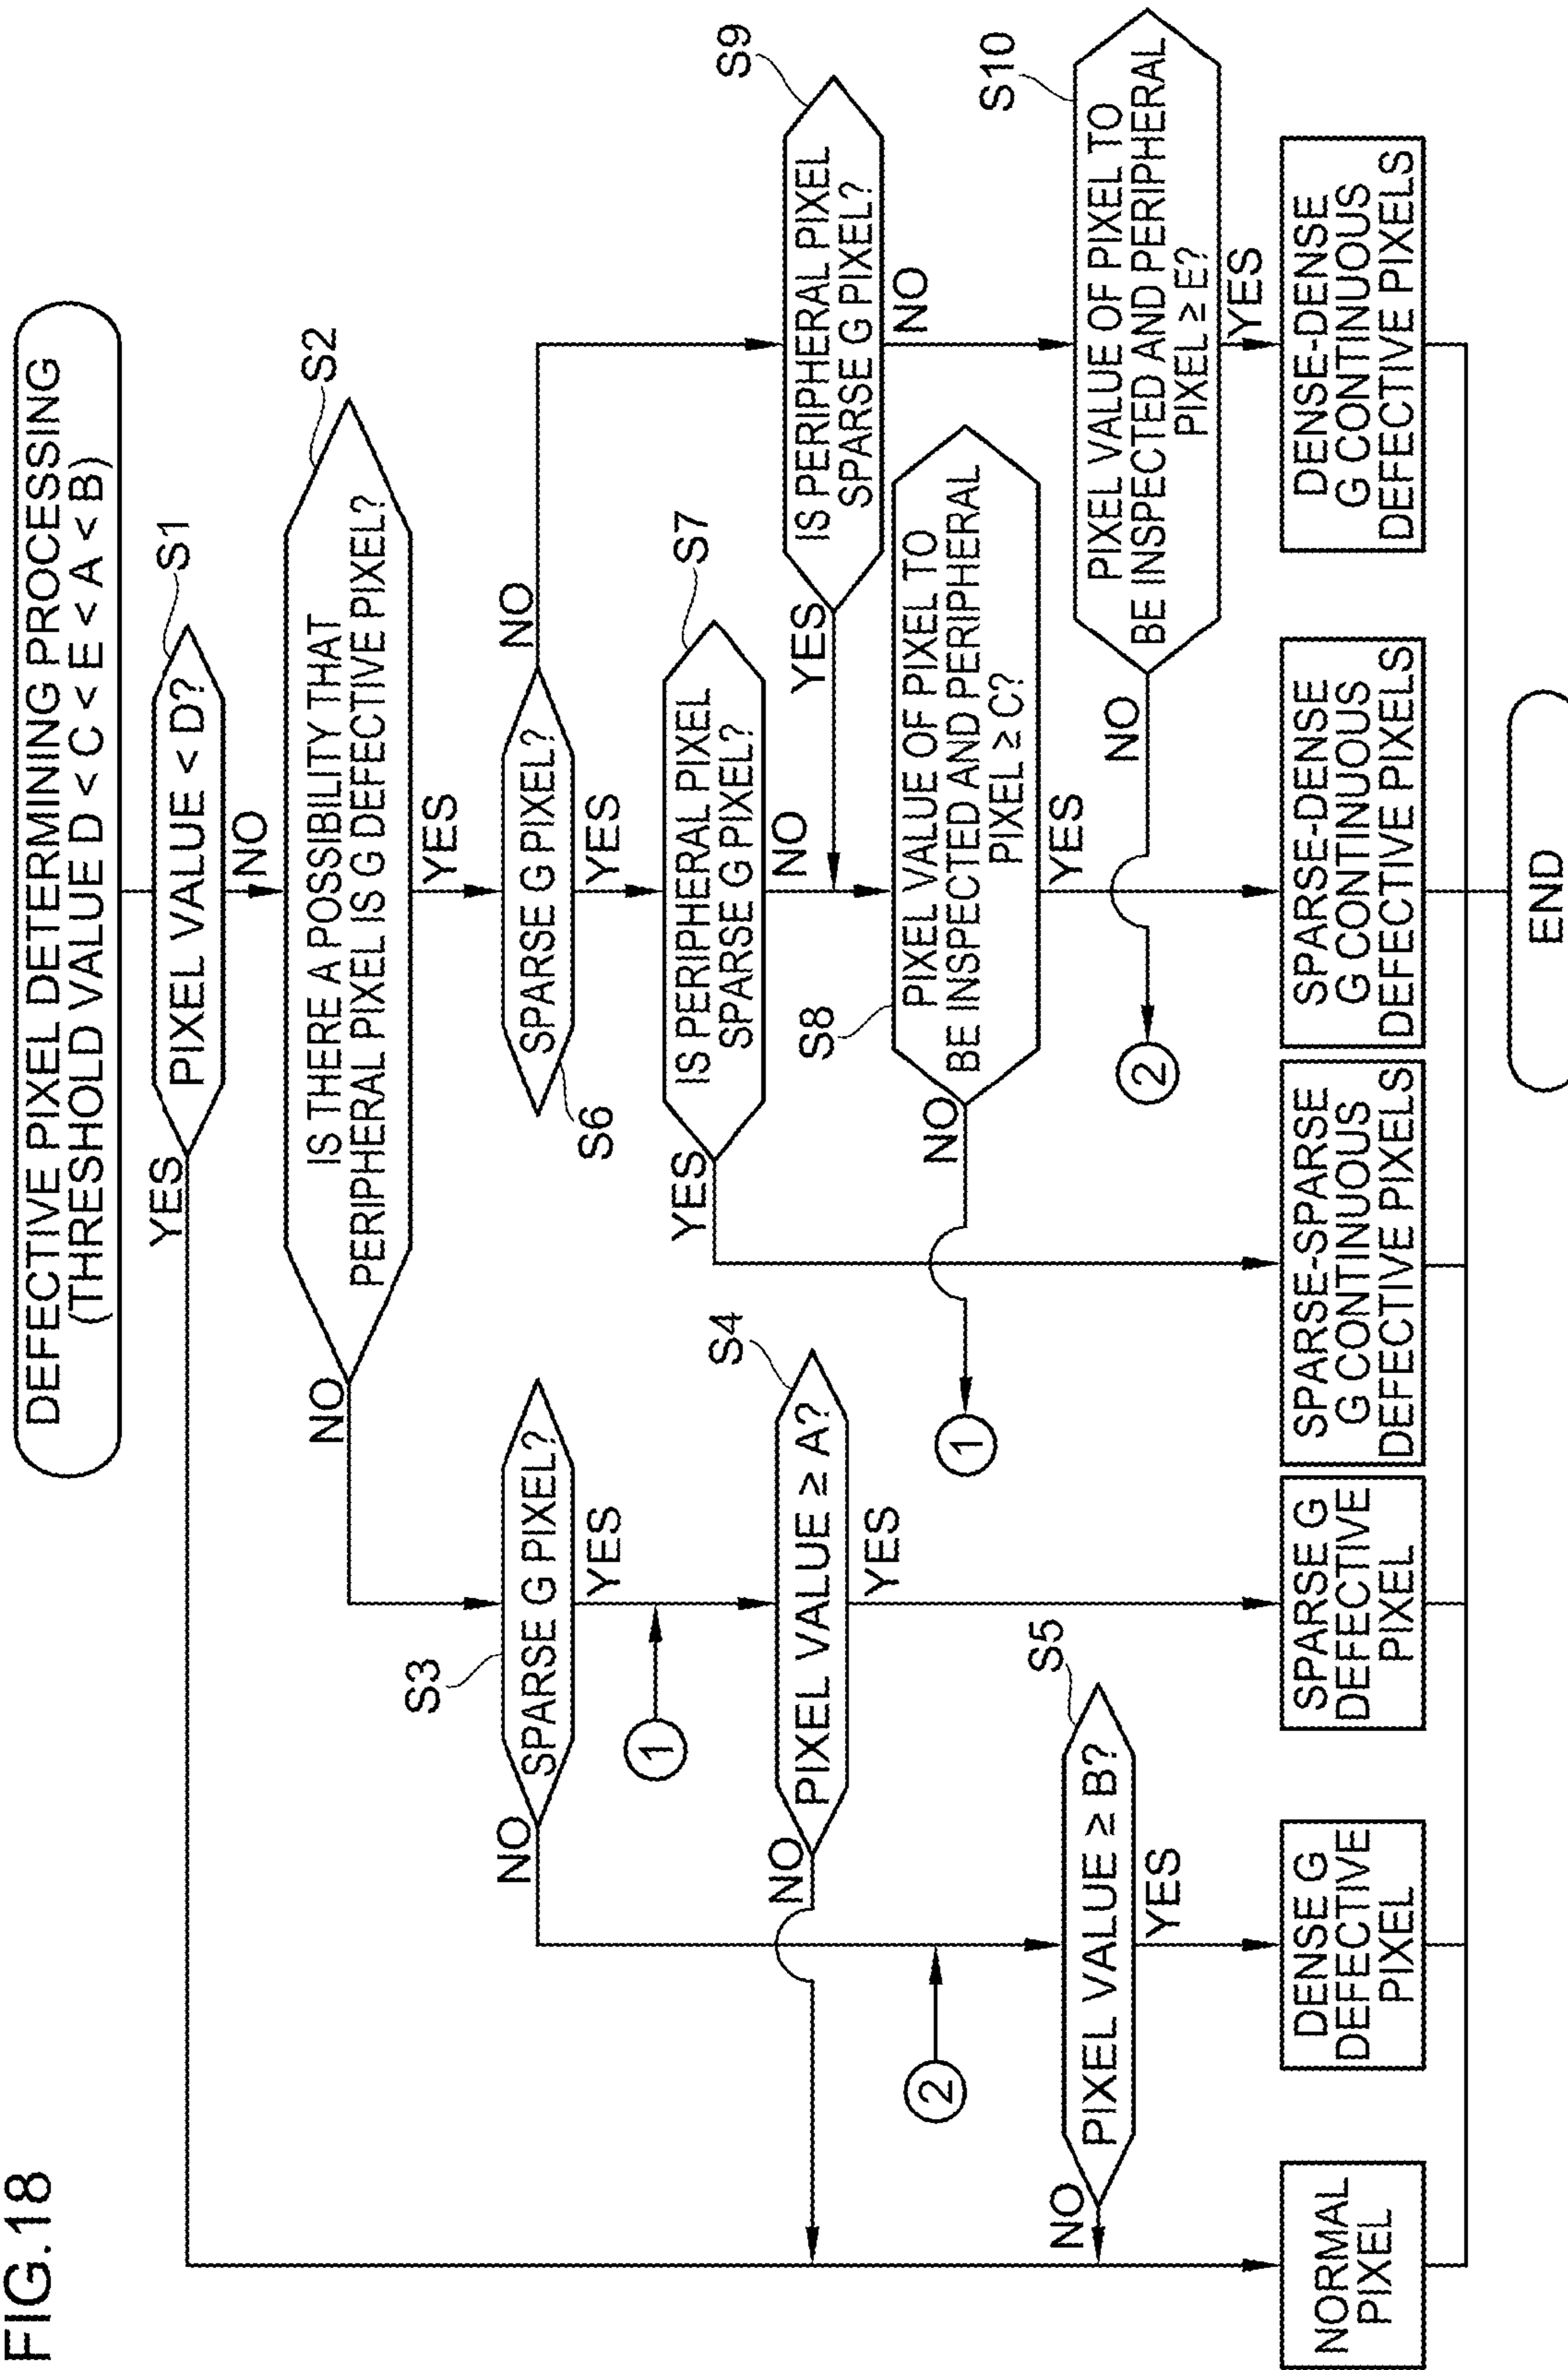 FIG.18
DEFECTIVE PIXEL DETERMINING PROCESSING
(THRESHOLD VALUE D < C < E < A < B)
S1
PIXEL VALUE < D?
YES
NO
S2
IS THERE A POSSIBILITY THAT
PERIPHERAL PIXEL IS G DEFECTIVE PIXEL?
NO
YES
S3
SPARSE G PIXEL?
NO
YES
S6
SPARSE G PIXEL?
NO
YES
1
S7
IS PERIPHERAL PIXEL
SPARSE G PIXEL?
YES
NO
S4
PIXEL VALUE ≥ A?
NO
YES
S9
IS PERIPHERAL PIXEL
SPARSE G PIXEL?
YES
NO
2
1
S8
PIXEL VALUE OF PIXEL TO
BE INSPECTED AND PERIPHERAL
PIXEL ≥ C?
NO
YES
S5
PIXEL VALUE ≥ B?
NO
YES
2
S10
PIXEL VALUE OF PIXEL TO
BE INSPECTED AND PERIPHERAL
PIXEL ≥ E?
NO
YES
NORMAL
PIXEL
DENSE G
DEFECTIVE
PIXEL
SPARSE G
DEFECTIVE
PIXEL
SPARSE-SPARSE
G CONTINUOUS
DEFECTIVE PIXELS
SPARSE-DENSE
G CONTINUOUS
DEFECTIVE PIXELS
DENSE-DENSE
G CONTINUOUS
DEFECTIVE PIXELS
END